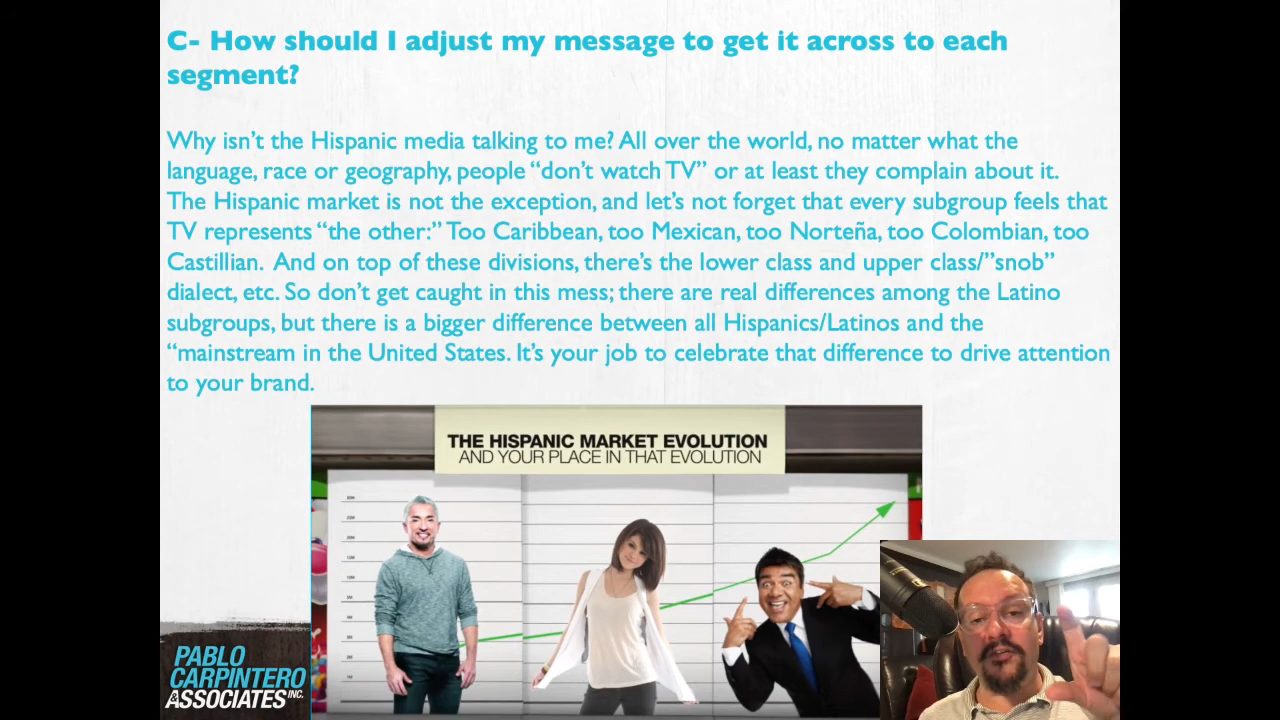 C- How should I adjust my message to get it across to each
segment?
Why isn’t the Hispanic media talking to me? All over the world, no matter what the
language, race or geography, people “don’t watch TV” or at least they complain about it.
The Hispanic market is not the exception, and let’s not forget that every subgroup feels that
TV represents “the other:” Too Caribbean, too Mexican, too Norteña, too Colombian, too
Castillian. And on top of these divisions, there’s the lower class and upper class/”snob”
dialect, etc. So don’t get caught in this mess; there are real differences among the Latino
subgroups, but there is a bigger difference between all Hispanics/Latinos and the
“mainstream in the United States. It’s your job to celebrate that difference to drive attention
to your brand.
THE HISPANIC MARKET EVOLUTION
AND YOUR PLACE IN THAT EVOLUTION
PABLO
CARPINTERO
& ASSOCIATES INC.